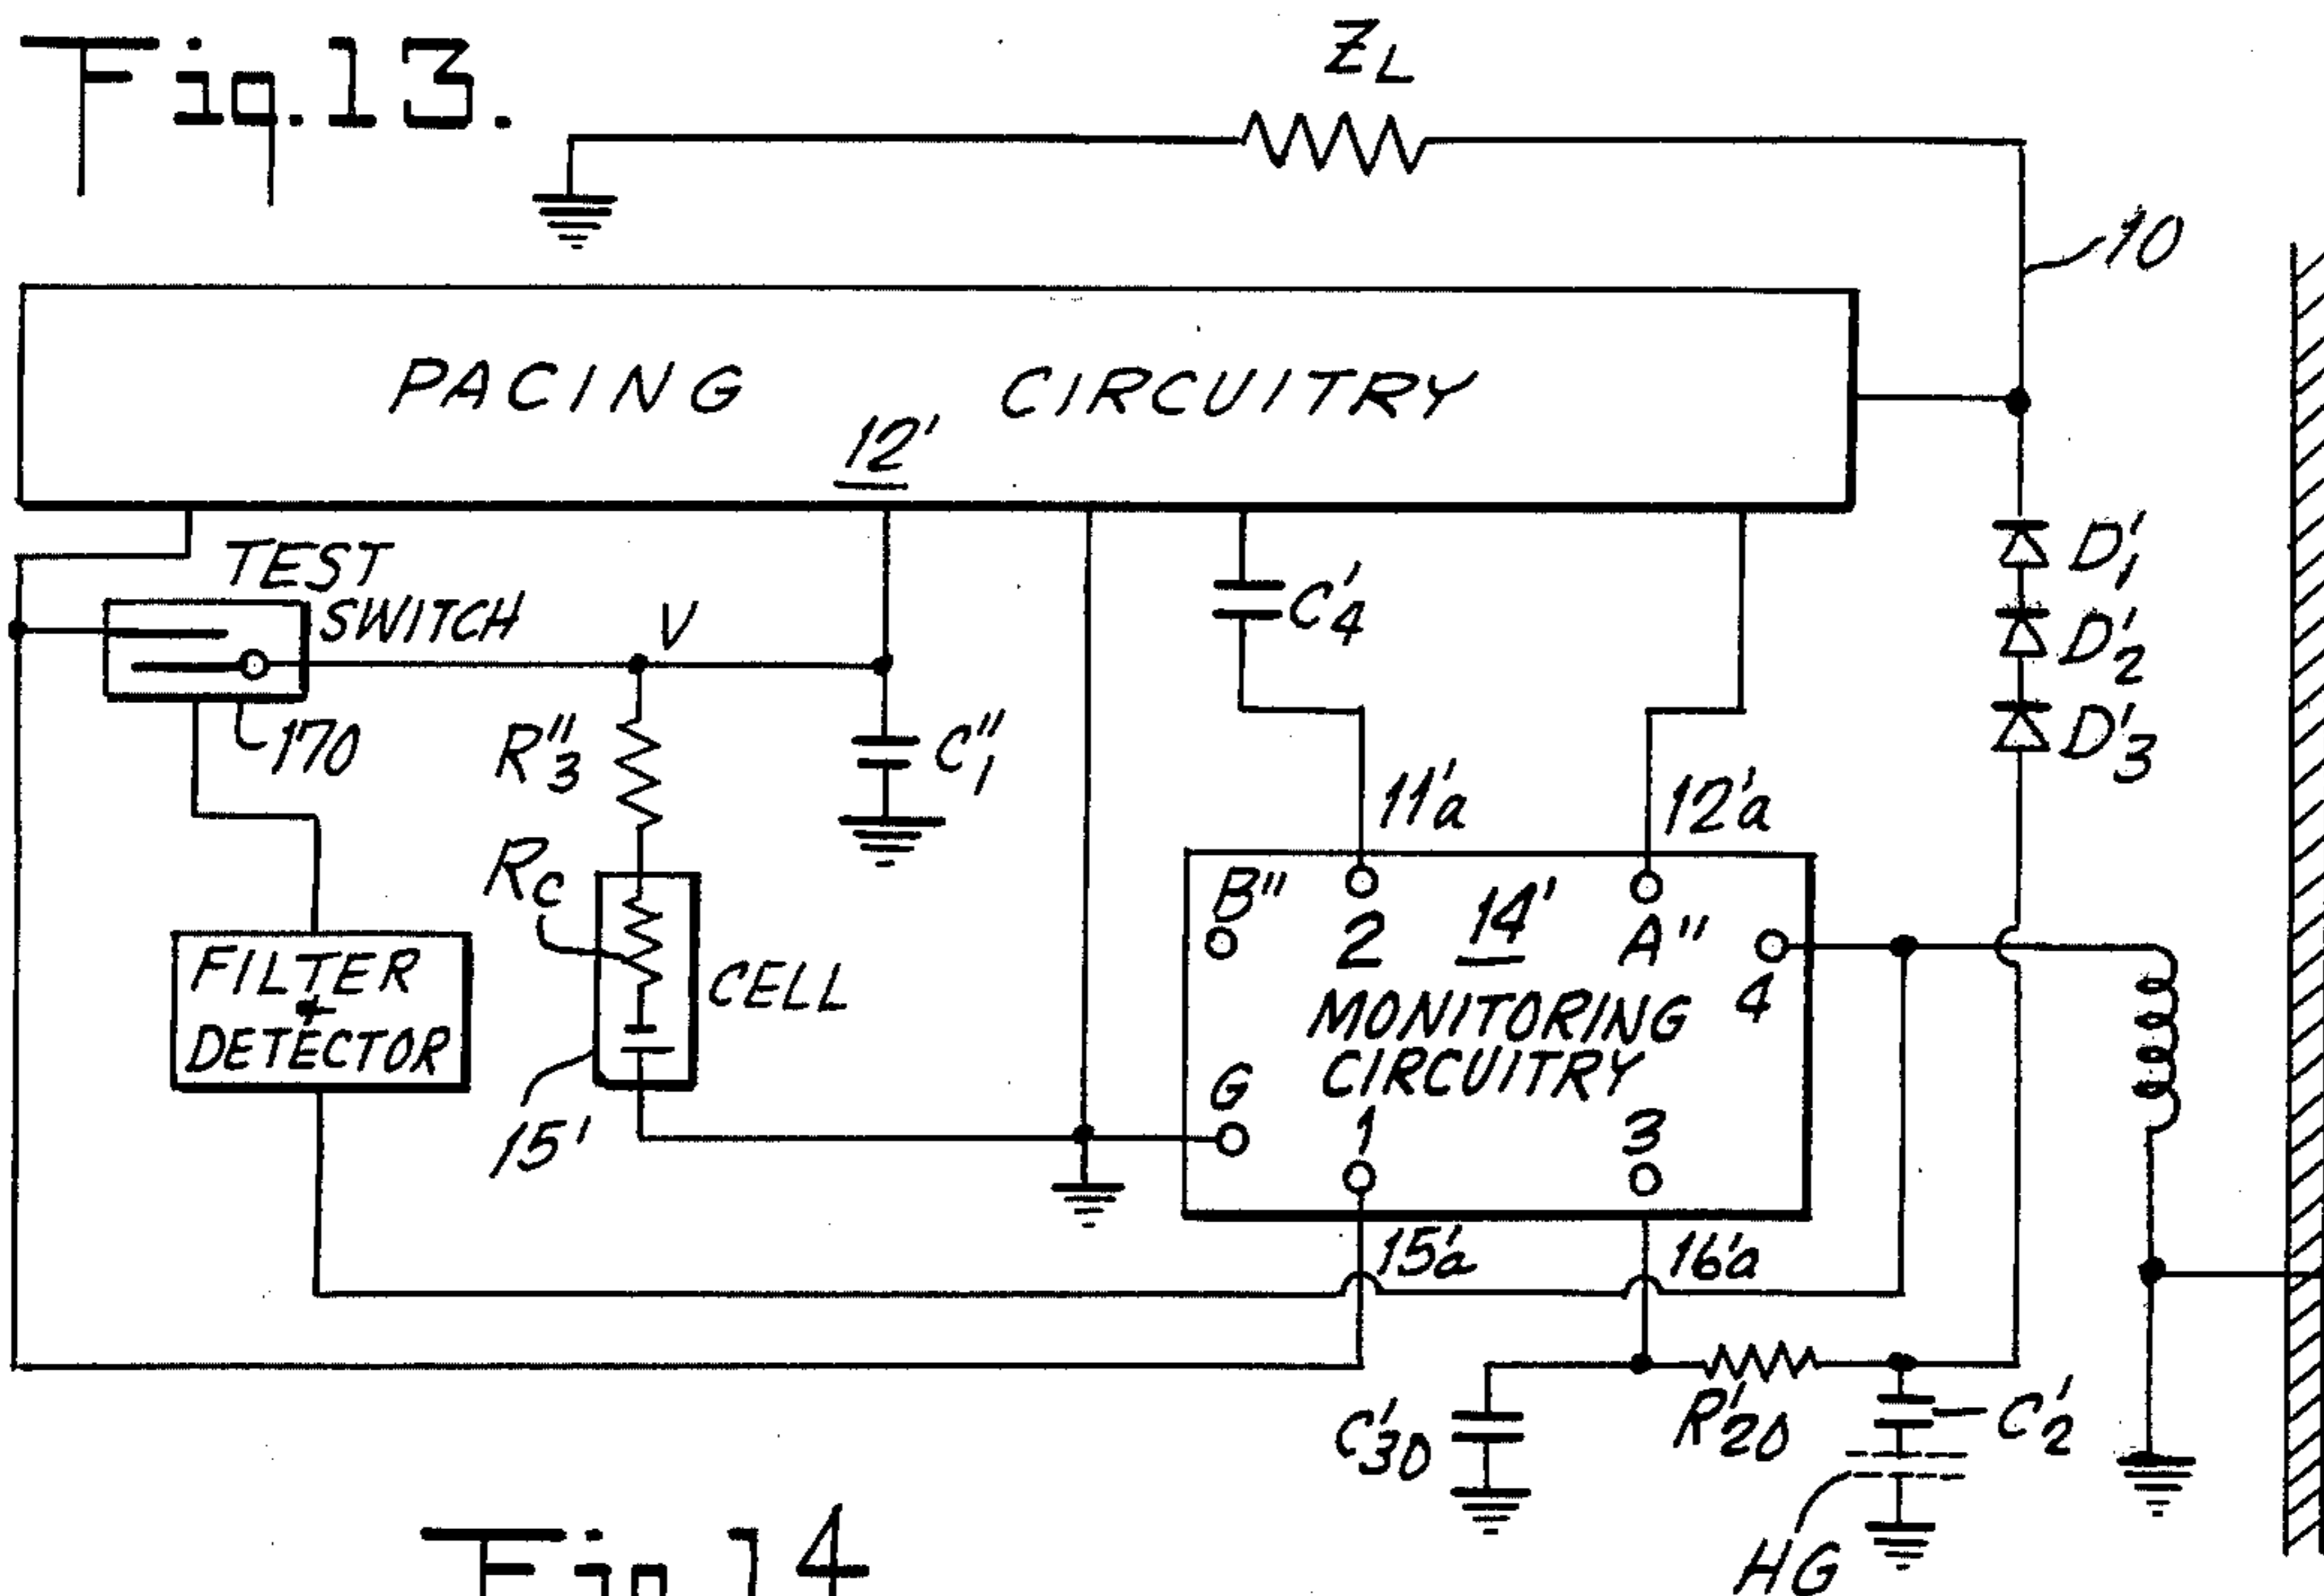 Fig.13.
ZL
10
PACING CIRCUITRY
12'
TEST
SWITCH
V
C'4
D'1
D'2
D'3
170
R"3
C"1
11'a
12'a
RC
CELL
B"
2
14'
A"
4
FILTER
+
DETECTOR
MONITORING
CIRCUITRY
G
1
3
15'
15'a
16'a
C'30
R'20
C'2
HG
Fig.14